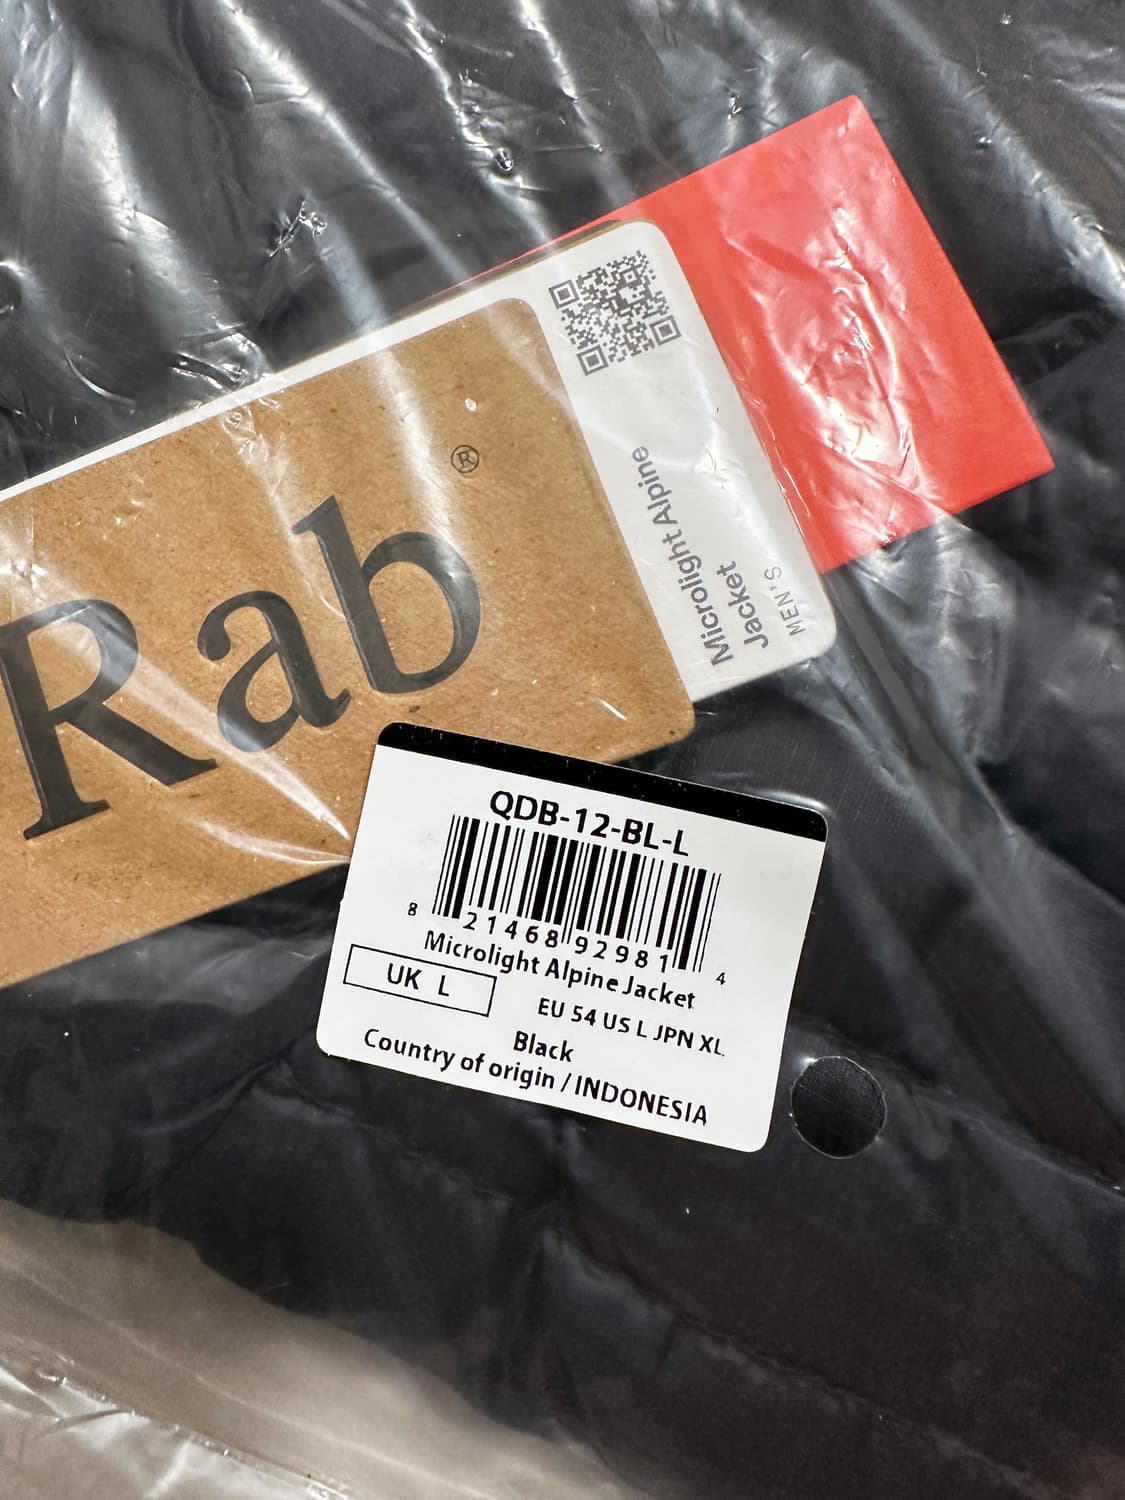 Rab®
Microlight Alpine
Jacket
MEN'S
QDB-12-BL-L
8 21468 92981 4
Microlight Alpine Jacket
UK L
EU 54 US L JPN XL
Black
Country of origin / INDONESIA